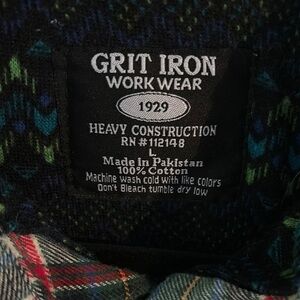 GRIT IRON
WORK WEAR
1929
HEAVY CONSTRUCTION
RN#112148
L
Made In Pakistan
100% Cotton
Machine wash cold with like colors
Don't Bleach tumble dry low